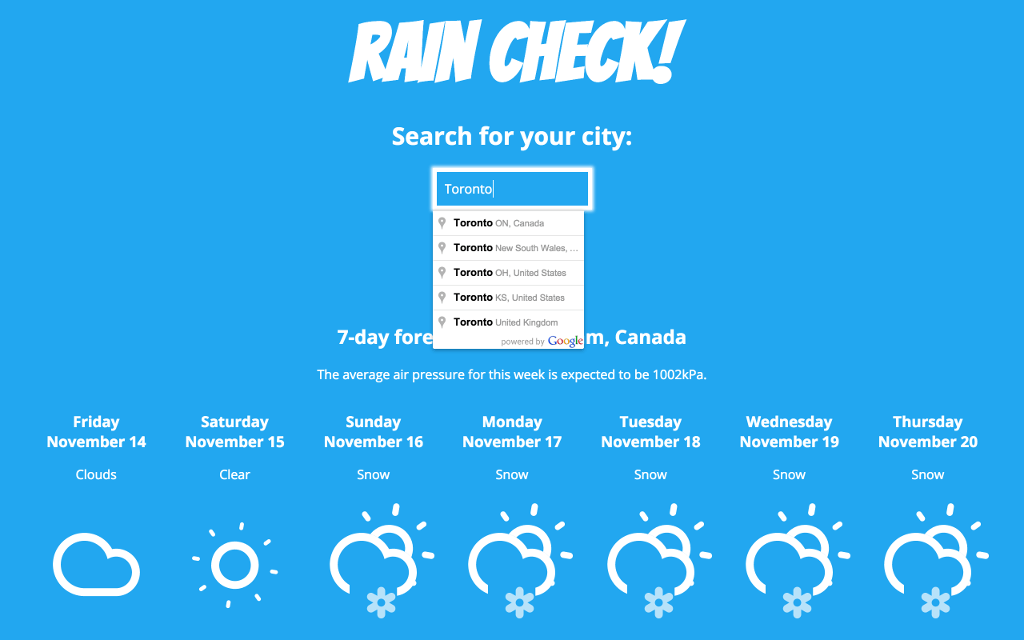 RAIN CHECK!
Search for your city:
Toronto
Toronto ON, Canada
Toronto New South Wales, ...
Toronto OH, United States
Toronto KS, United States
Toronto United Kingdom
powered by Google
7-day fore m, Canada
The average air pressure for this week is expected to be 1002kPa.
Friday Saturday Sunday Monday Tuesday Wednesday Thursday
November 14 November 15 November 16 November 17 November 18 November 19 November 20
Clouds Clear Snow Snow Snow Snow Snow